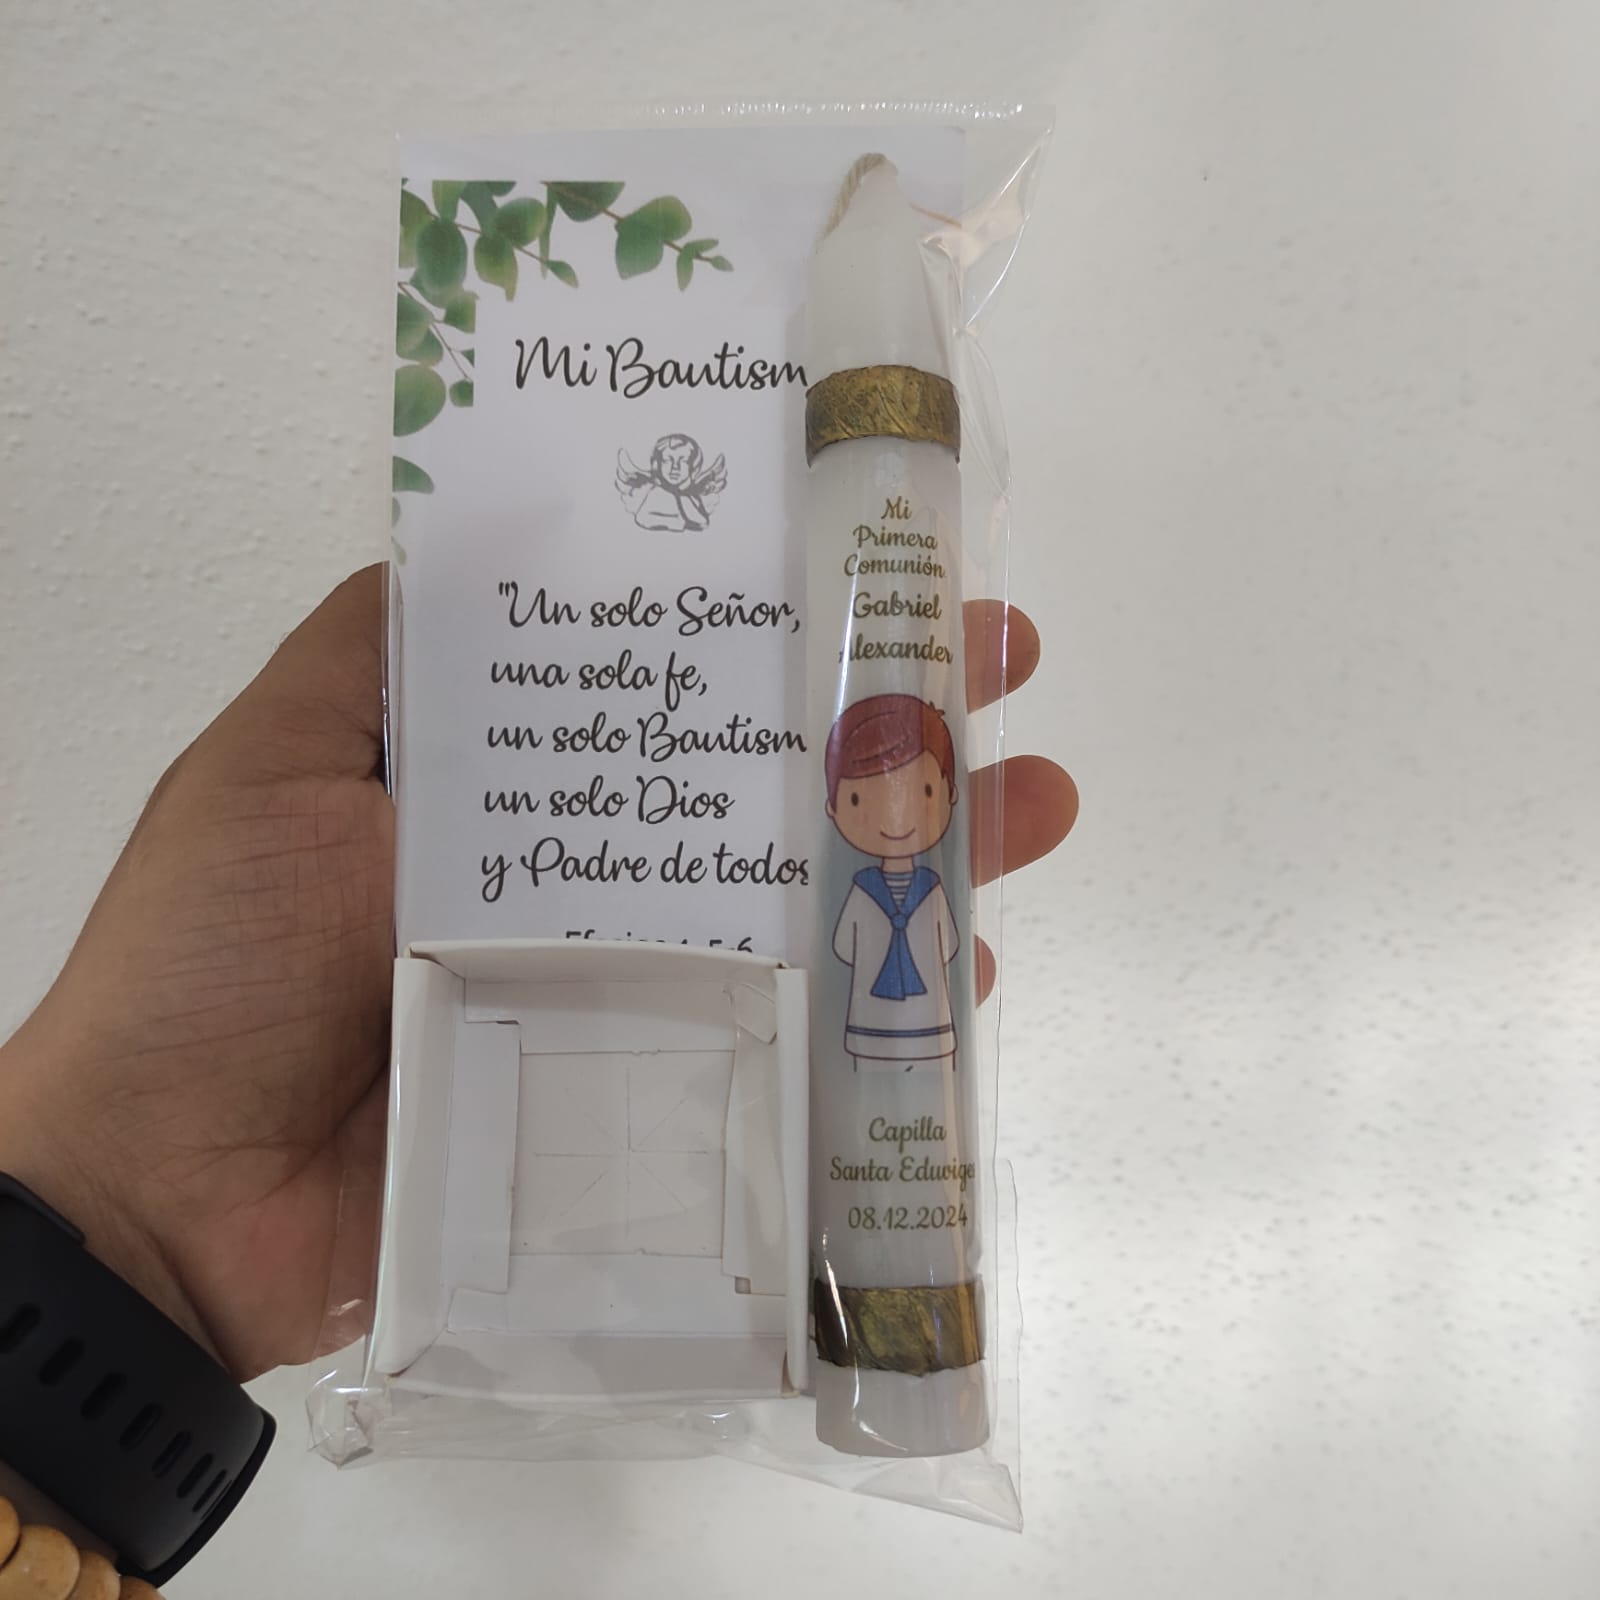 Mi Bautism
"Un solo Señor,
una sola fe,
un solo Bautism
un solo Dios
y Padre de todos
Mi
Primera
Comunión
Gabriel
Alexander
Capilla
Santa Eduviges
08.12.2024